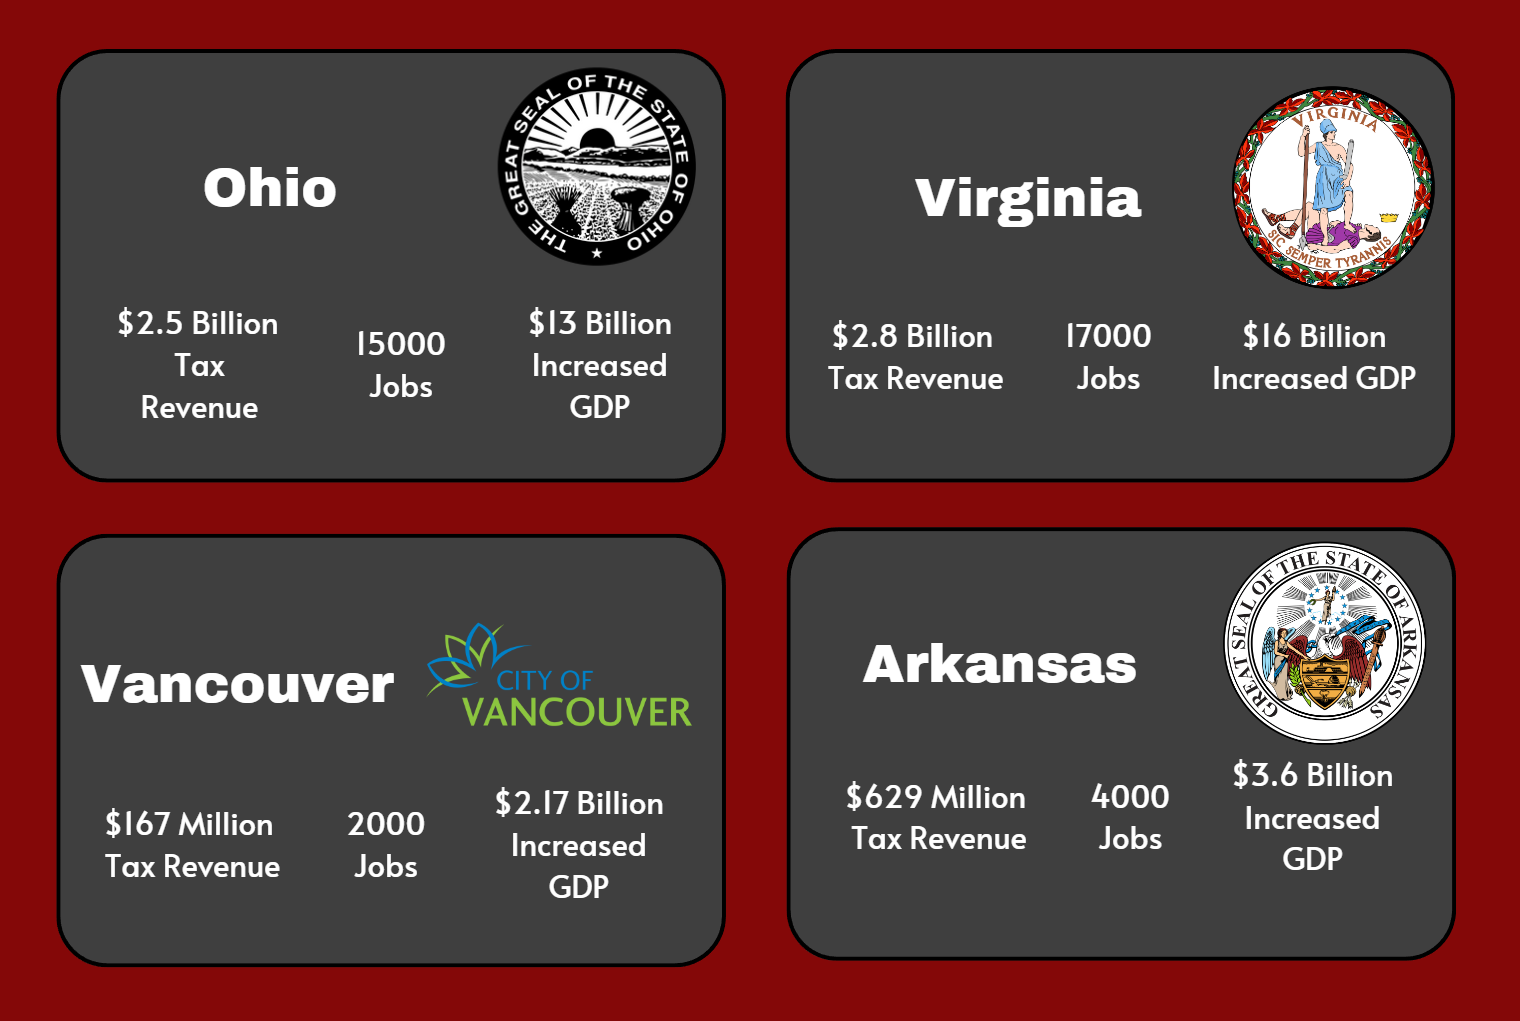 Ohio
THE GREAT SEAL OF THE STATE OF OHIO
$2.5 Billion
Tax
Revenue
15000
Jobs
$13 Billion
Increased
GDP
Virginia
VIRGINIA
SIC SEMPER TYRANNIS
$2.8 Billion
Tax Revenue
17000
Jobs
$16 Billion
Increased GDP
Vancouver
CITY OF
VANCOUVER
$167 Million
Tax Revenue
2000
Jobs
$2.17 Billion
Increased
GDP
Arkansas
GREAT SEAL OF THE STATE OF ARKANSAS
$629 Million
Tax Revenue
4000
Jobs
$3.6 Billion
Increased
GDP